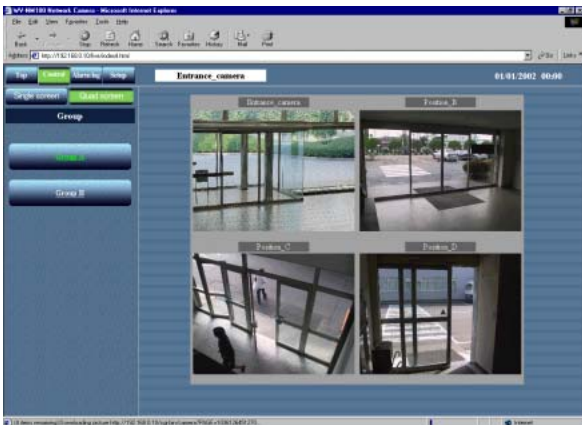 WV-NM100 Network Camera - Microsoft Internet Explorer
File Edit View Favorites Tools Help
Back Stop Refresh Home Search Favorites History Mail Print
Address
Go Links
Top Control Alarm log Setup
Entrance_camera
01/01/2002 00:00
Single screen Quad screen
Group
Group A
Group B
Entrance_camera
Position_B
Position_C
Position_D
Internet